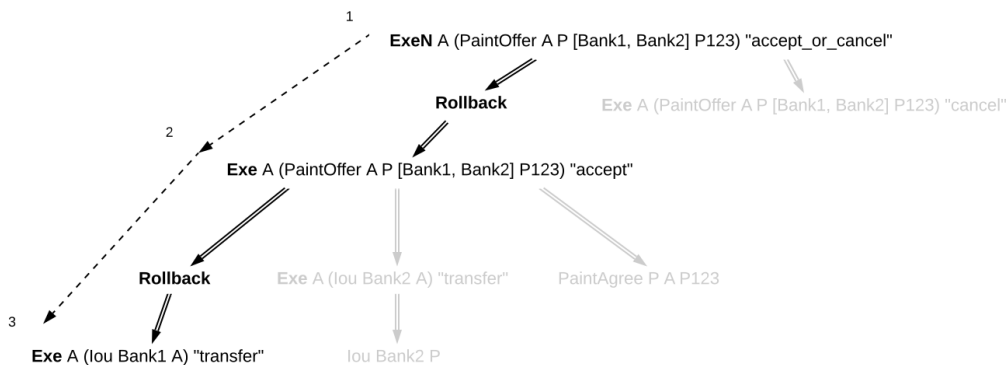 1
ExeN A (PaintOffer A P [Bank1, Bank2] P123) "accept_or_cancel"
Rollback
Exe A (PaintOffer A P [Bank1, Bank2] P123) "cancel"
2
Exe A (PaintOffer A P [Bank1, Bank2] P123) "accept"
Rollback
Exe A (Iou Bank2 A) "transfer"
PaintAgree P A P123
3
Exe A (Iou Bank1 A) "transfer"
Iou Bank2 P